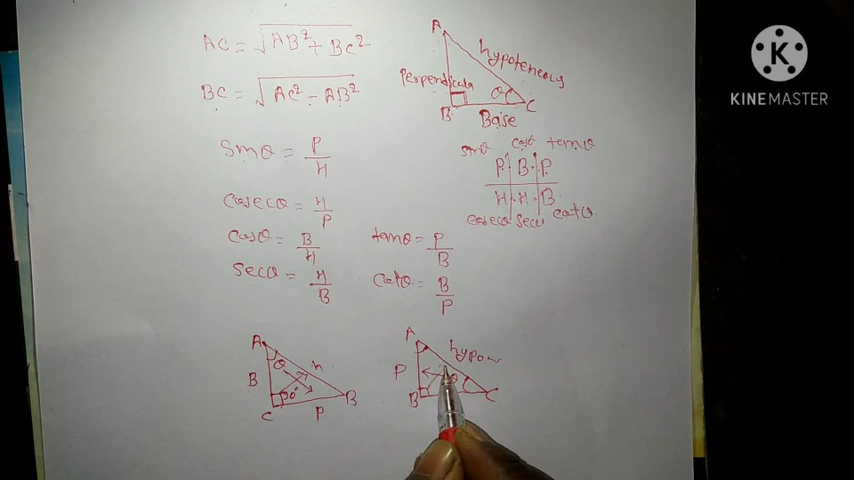 AC = √AB² + BC²
BC = √AC² - AB²
A
hypoteneous
perpendicular
θ
B
C
Base
sinθ = P/H
cosecθ = H/P
cosθ = B/H
secθ = H/B
tanθ = P/B
cotθ = B/P
sinθ cosθ tanθ
P B P
H H B
cosecθ secθ cotθ
A
θ
h
B
90°
C
P
B
A
hypo
P
θ
B
C
K
KINEMASTER